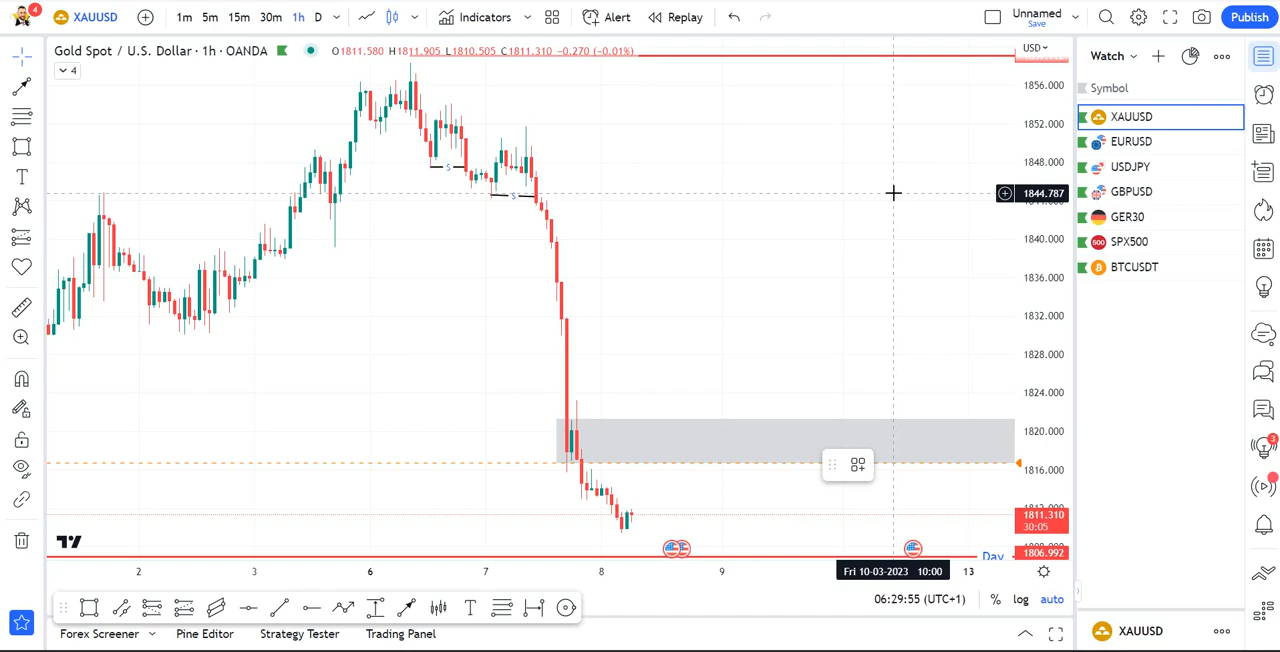 4
XAUUSD
1m 5m 15m 30m 1h D
Indicators
Alert
Replay
Unnamed
Save
Publish
Gold Spot / U.S. Dollar · 1h · OANDA
O1811.580 H1811.905 L1810.505 C1811.310 -0.270 (-0.01%)
4
USD
1856.000
1852.000
1848.000
1844.787
1840.000
1836.000
1832.000
1828.000
1824.000
1820.000
1816.000
1811.310
30:05
1806.992
S
S
Day
2 3 6 7 8 9 Fri 10-03-2023 10:00 13
06:29:55 (UTC+1) % log auto
Forex Screener Pine Editor Strategy Tester Trading Panel
Watch
Symbol
XAUUSD
EURUSD
USDJPY
GBPUSD
GER30
500 SPX500
BTCUSDT
3
XAUUSD